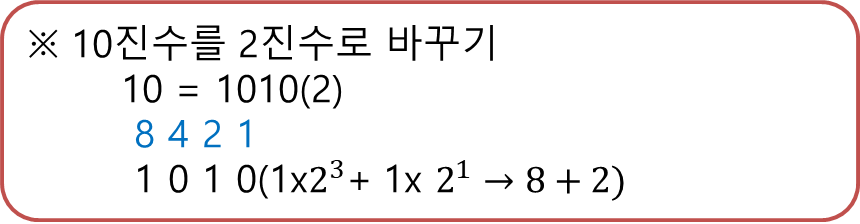 ※ 10진수를 2진수로 바꾸기
10 = 1010(2)
8 4 2 1
1 0 1 0(1x2³+ 1x 2¹ → 8 + 2)